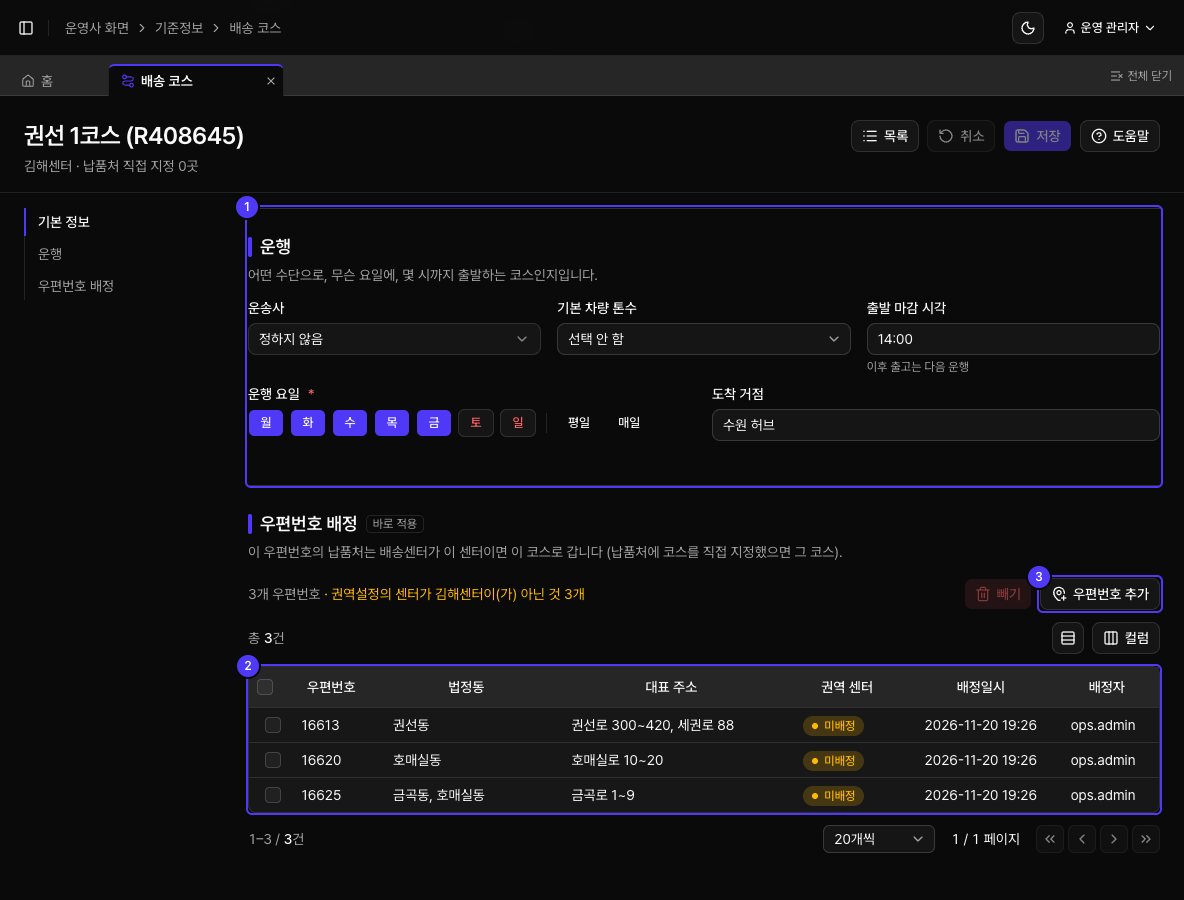 운영사 화면 > 기준정보 > 배송 코스
운영 관리자
홈
배송 코스
전체 닫기
권선 1코스 (R408645)
목록
취소
저장
도움말
김해센터 · 납품처 직접 지정 0곳
기본 정보
운행
우편번호 배정
1
운행
어떤 수단으로, 무슨 요일에, 몇 시까지 출발하는 코스인지입니다.
운송사 기본 차량 톤수 출발 마감 시각
정하지 않음 선택 안 함 14:00
이후 출고는 다음 운행
운행 요일 * 도착 거점
월 화 수 목 금 토 일 평일 매일 수원 허브
우편번호 배정 바로 적용
이 우편번호의 납품처는 배송센터가 이 센터이면 이 코스로 갑니다 (납품처에 코스를 직접 지정했으면 그 코스).
3개 우편번호 · 권역설정의 센터가 김해센터이(가) 아닌 것 3개
빼기
3
우편번호 추가
총 3건
컬럼
2
우편번호 법정동 대표 주소 권역 센터 배정일시 배정자
16613 권선동 권선로 300~420, 세권로 88 미배정 2026-11-20 19:26 ops.admin
16620 호매실동 호매실로 10~20 미배정 2026-11-20 19:26 ops.admin
16625 금곡동, 호매실동 금곡로 1~9 미배정 2026-11-20 19:26 ops.admin
1–3 / 3건
20개씩
1 / 1 페이지